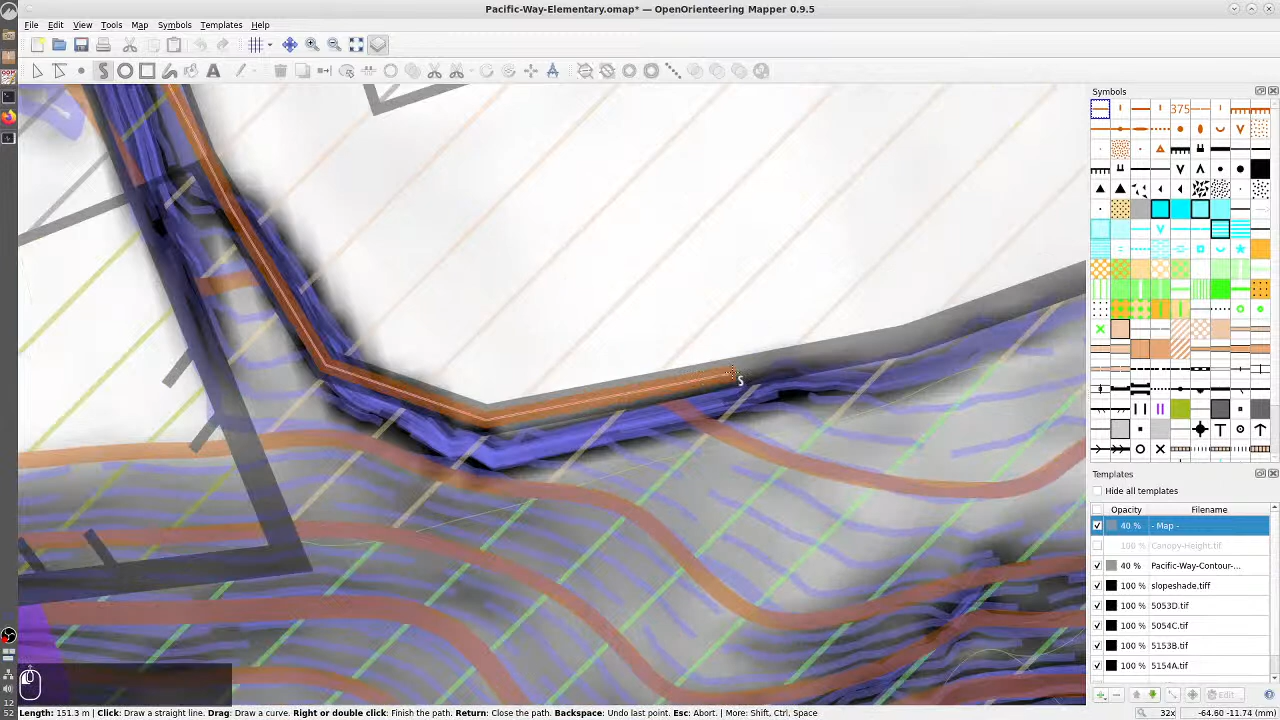 Pacific-Way-Elementary.omap* — OpenOrienteering Mapper 0.9.5
File Edit View Tools Map Symbols Templates Help
Symbols
375
S
Templates
Hide all templates
Opacity Filename
40 % - Map -
100 % Canopy-Height.tif
40 % Pacific-Way-Contour-...
100 % slopeshade.tiff
100 % 5053D.tif
100 % 5054C.tif
100 % 5153B.tif
100 % 5154A.tif
Edit...
12
52
Length: 151.3 m | Click: Draw a straight line. Drag: Draw a curve. Right or double click: Finish the path. Return: Close the path. Backspace: Undo last point. Esc: Abort. | More: Shift, Ctrl, Space
32x
-64.60 -11.74 (mm)